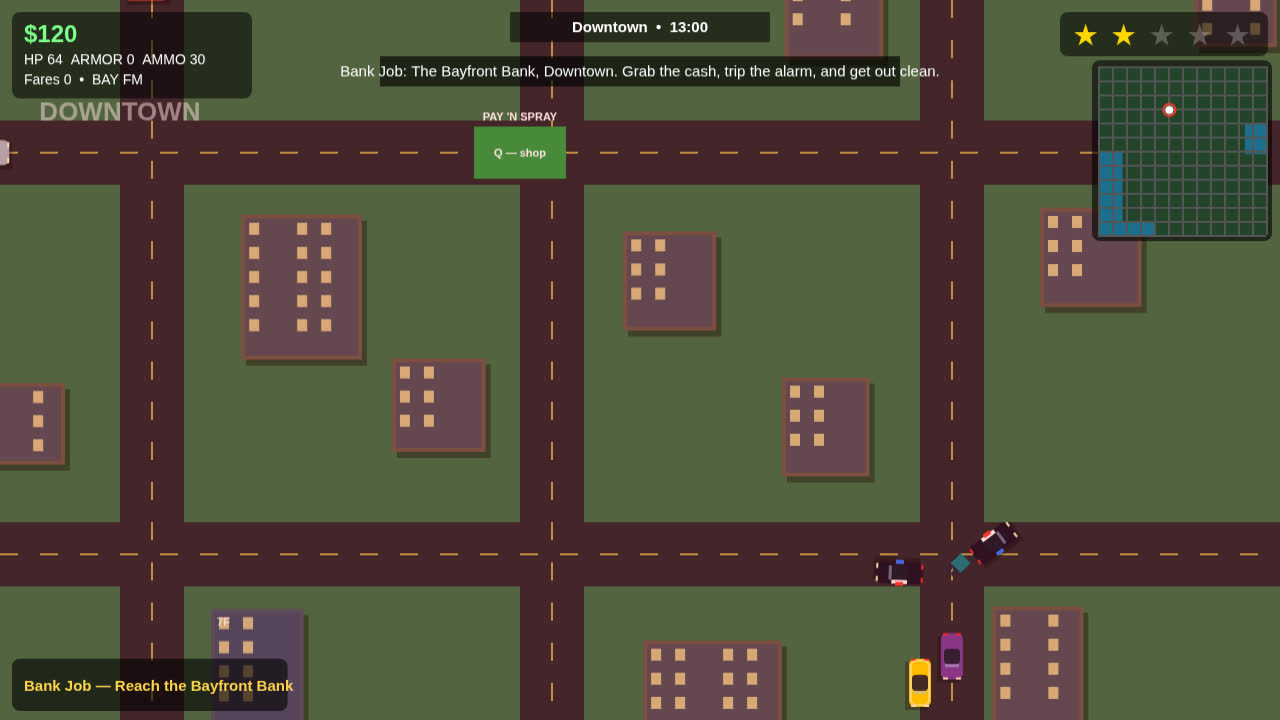 $120
HP 64 ARMOR 0 AMMO 30
Fares 0 • BAY FM
Downtown • 13:00
Bank Job: The Bayfront Bank, Downtown. Grab the cash, trip the alarm, and get out clean.
DOWNTOWN
PAY 'N SPRAY
Q — shop
7F
Bank Job — Reach the Bayfront Bank